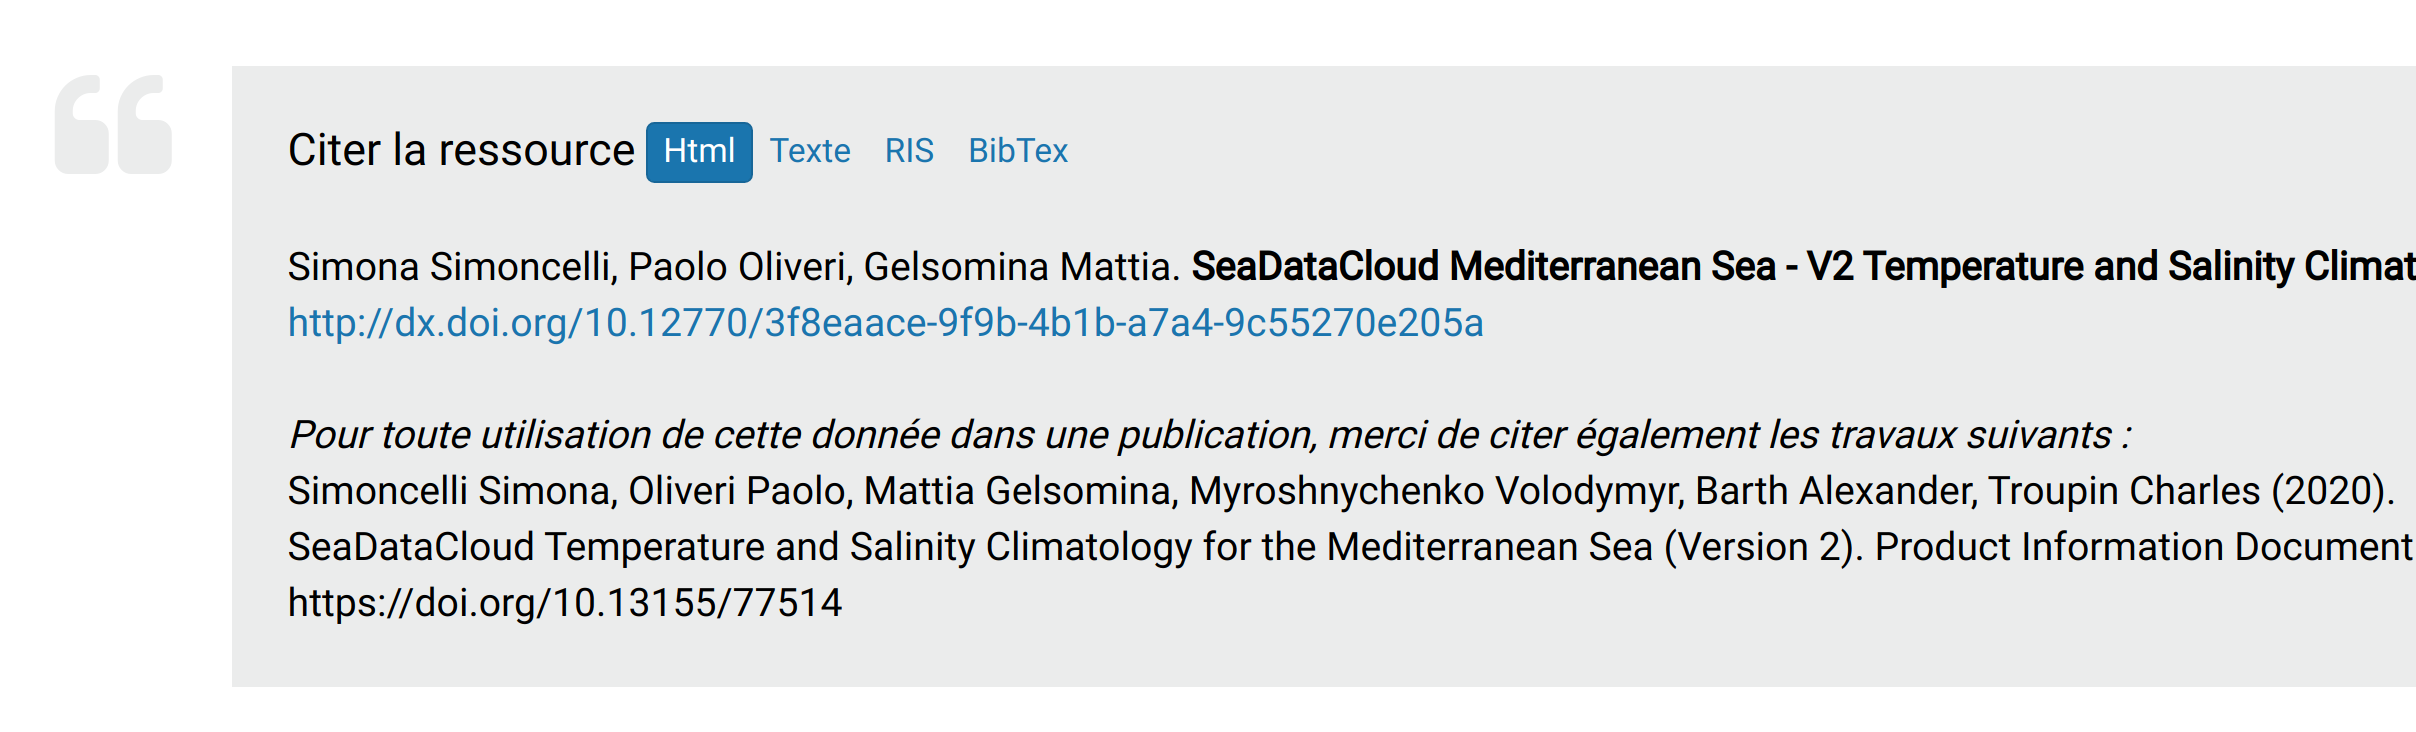 Citer la ressource Html Texte RIS BibTex
Simona Simoncelli, Paolo Oliveri, Gelsomina Mattia. SeaDataCloud Mediterranean Sea - V2 Temperature and Salinity Climat
http://dx.doi.org/10.12770/3f8eaace-9f9b-4b1b-a7a4-9c55270e205a
Pour toute utilisation de cette donnée dans une publication, merci de citer également les travaux suivants :
Simoncelli Simona, Oliveri Paolo, Mattia Gelsomina, Myroshnychenko Volodymyr, Barth Alexander, Troupin Charles (2020).
SeaDataCloud Temperature and Salinity Climatology for the Mediterranean Sea (Version 2). Product Information Document
https://doi.org/10.13155/77514